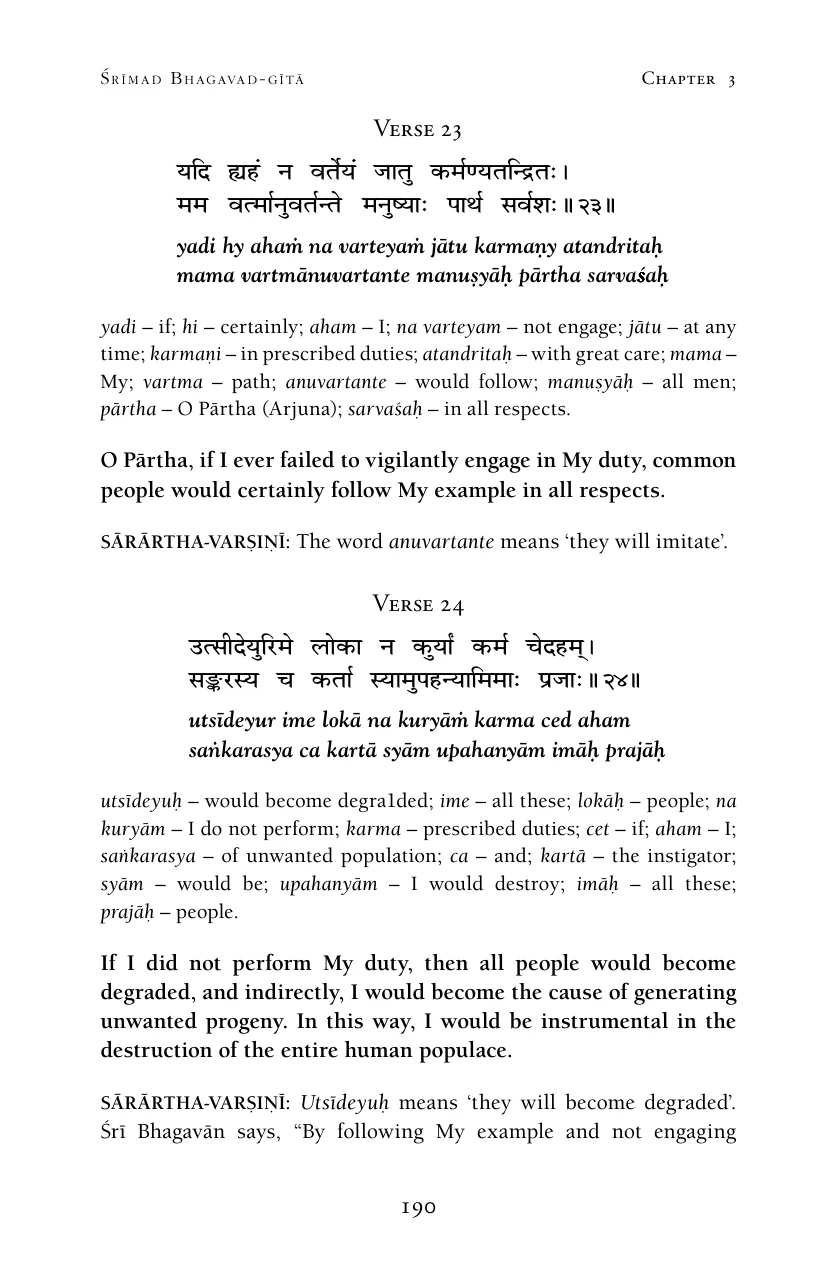 Śrīmad Bhagavad-gītā Chapter 3
Verse 23
यदि ह्यहं न वर्तेयं जातु कर्मण्यतन्द्रितः।
मम वर्त्मानुवर्तन्ते मनुष्याः पार्थ सर्वशः॥२३॥
yadi hy ahaṁ na varteyaṁ jātu karmaṇy atandritaḥ
mama vartmānuvartante manuṣyāḥ pārtha sarvaśaḥ
yadi – if; hi – certainly; aham – I; na varteyam – not engage; jātu – at any
time; karmaṇi – in prescribed duties; atandritaḥ – with great care; mama –
My; vartma – path; anuvartante – would follow; manuṣyāḥ – all men;
pārtha – O Pārtha (Arjuna); sarvaśaḥ – in all respects.
O Pārtha, if I ever failed to vigilantly engage in My duty, common
people would certainly follow My example in all respects.
SĀRĀRTHA-VARṢIṆĪ: The word anuvartante means ‘they will imitate’.
Verse 24
उत्सीदेयुरिमे लोका न कुर्यां कर्म चेदहम्।
सङ्करस्य च कर्ता स्यामुपहन्यामिमाः प्रजाः॥२४॥
utsīdeyur ime lokā na kuryāṁ karma ced aham
saṅkarasya ca kartā syām upahanyām imāḥ prajāḥ
utsīdeyuḥ – would become degra1ded; ime – all these; lokāḥ – people; na
kuryām – I do not perform; karma – prescribed duties; cet – if; aham – I;
saṅkarasya – of unwanted population; ca – and; kartā – the instigator;
syām – would be; upahanyām – I would destroy; imāḥ – all these;
prajāḥ – people.
If I did not perform My duty, then all people would become
degraded, and indirectly, I would become the cause of generating
unwanted progeny. In this way, I would be instrumental in the
destruction of the entire human populace.
SĀRĀRTHA-VARṢIṆĪ: Utsīdeyuḥ means ‘they will become degraded’.
Śrī Bhagavān says, “By following My example and not engaging
190